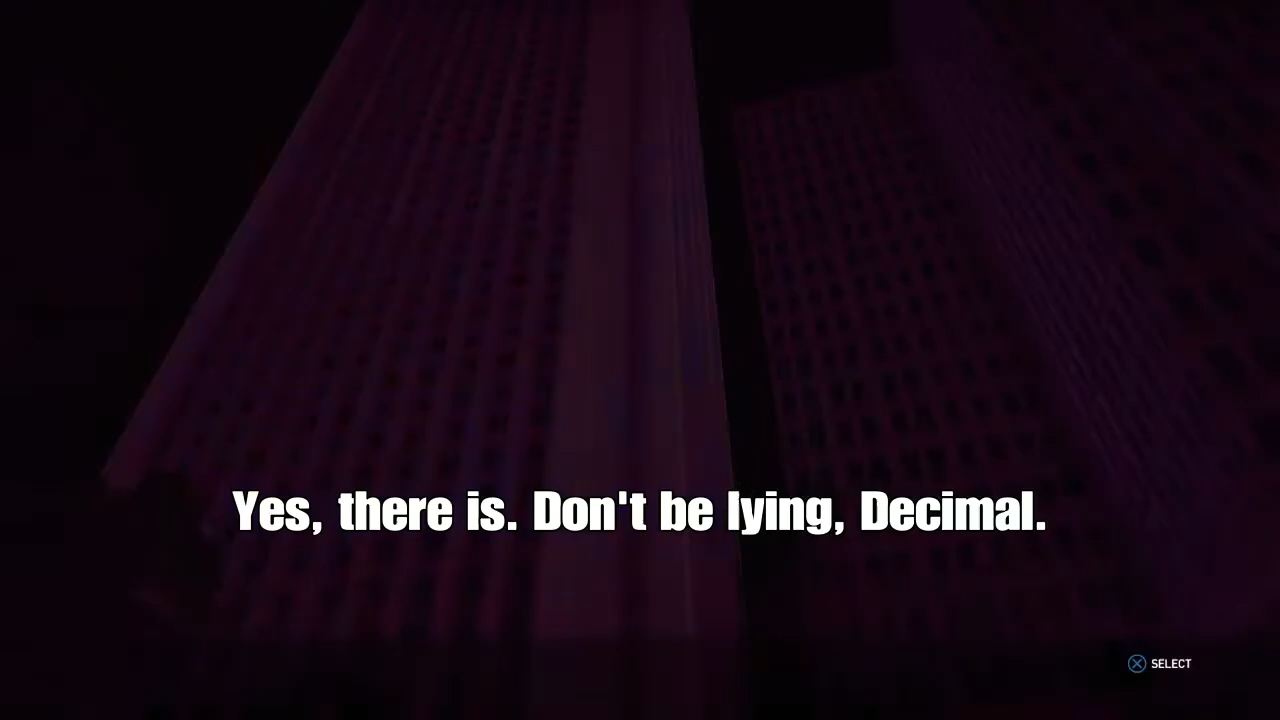 Yes, there is. Don't be lying, Decimal.
SELECT